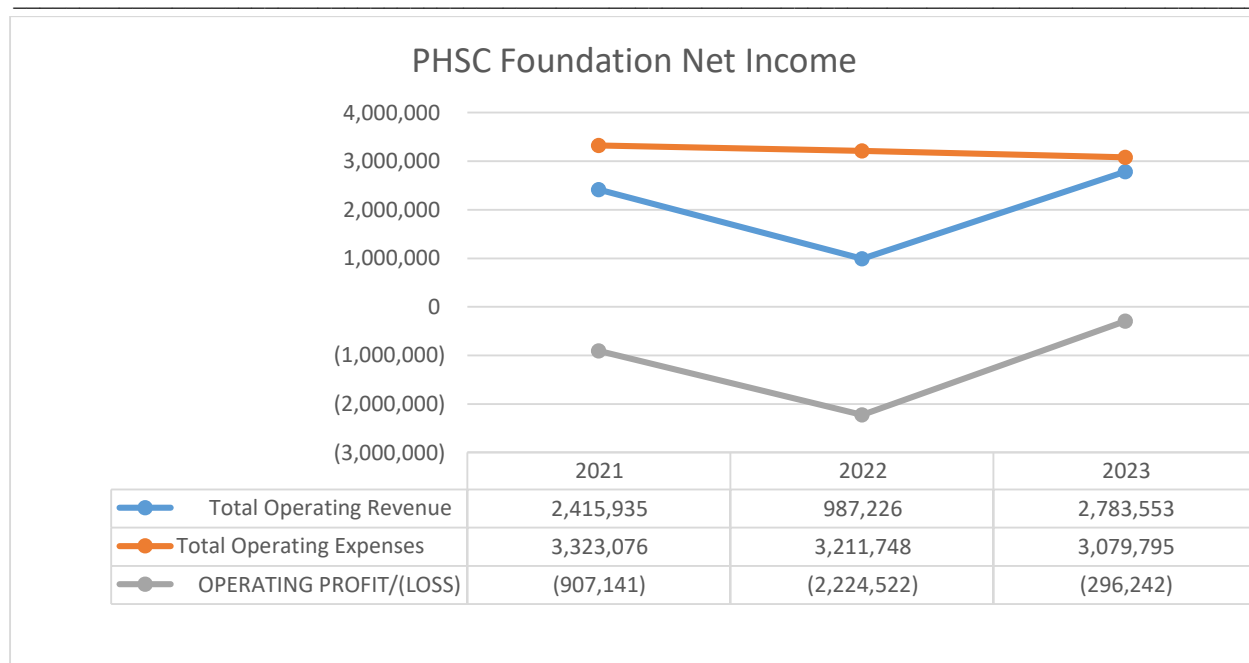 PHSC Foundation Net Income
4,000,000
3,000,000
2,000,000
1,000,000
0
(1,000,000)
(2,000,000)
(3,000,000)
2021 2022 2023
Total Operating Revenue 2,415,935 987,226 2,783,553
Total Operating Expenses 3,323,076 3,211,748 3,079,795
OPERATING PROFIT/(LOSS) (907,141) (2,224,522) (296,242)